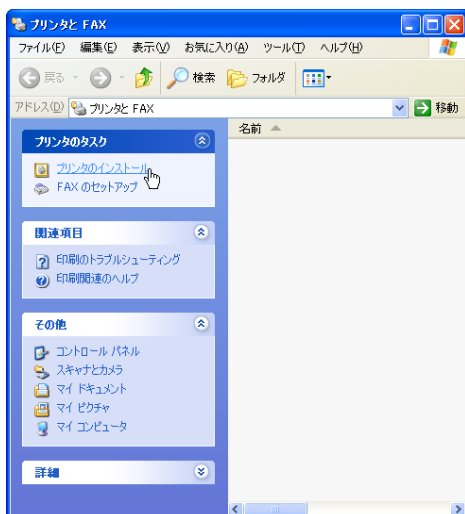 プリンタと FAX
ファイル(F) 編集(E) 表示(V) お気に入り(A) ツール(T) ヘルプ(H)
戻る 検索 フォルダ
アドレス(D) プリンタと FAX 移動
名前
プリンタのタスク
プリンタのインストール
FAX のセットアップ
関連項目
印刷のトラブルシューティング
印刷関連のヘルプ
その他
コントロール パネル
スキャナとカメラ
マイ ドキュメント
マイ ピクチャ
マイ コンピュータ
詳細